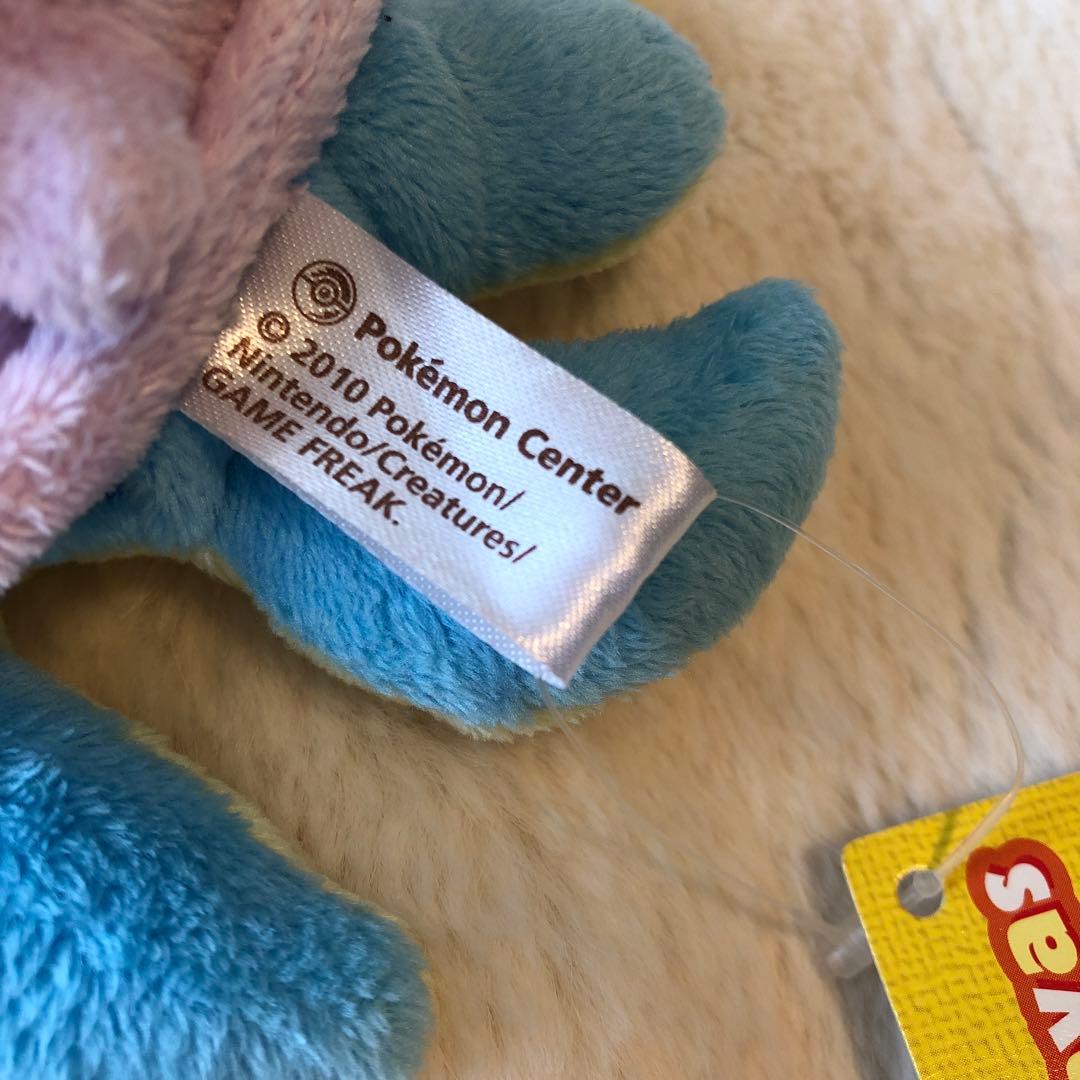 Pokémon Center
© 2010 Pokémon/
Nintendo/Creatures/
GAME FREAK.